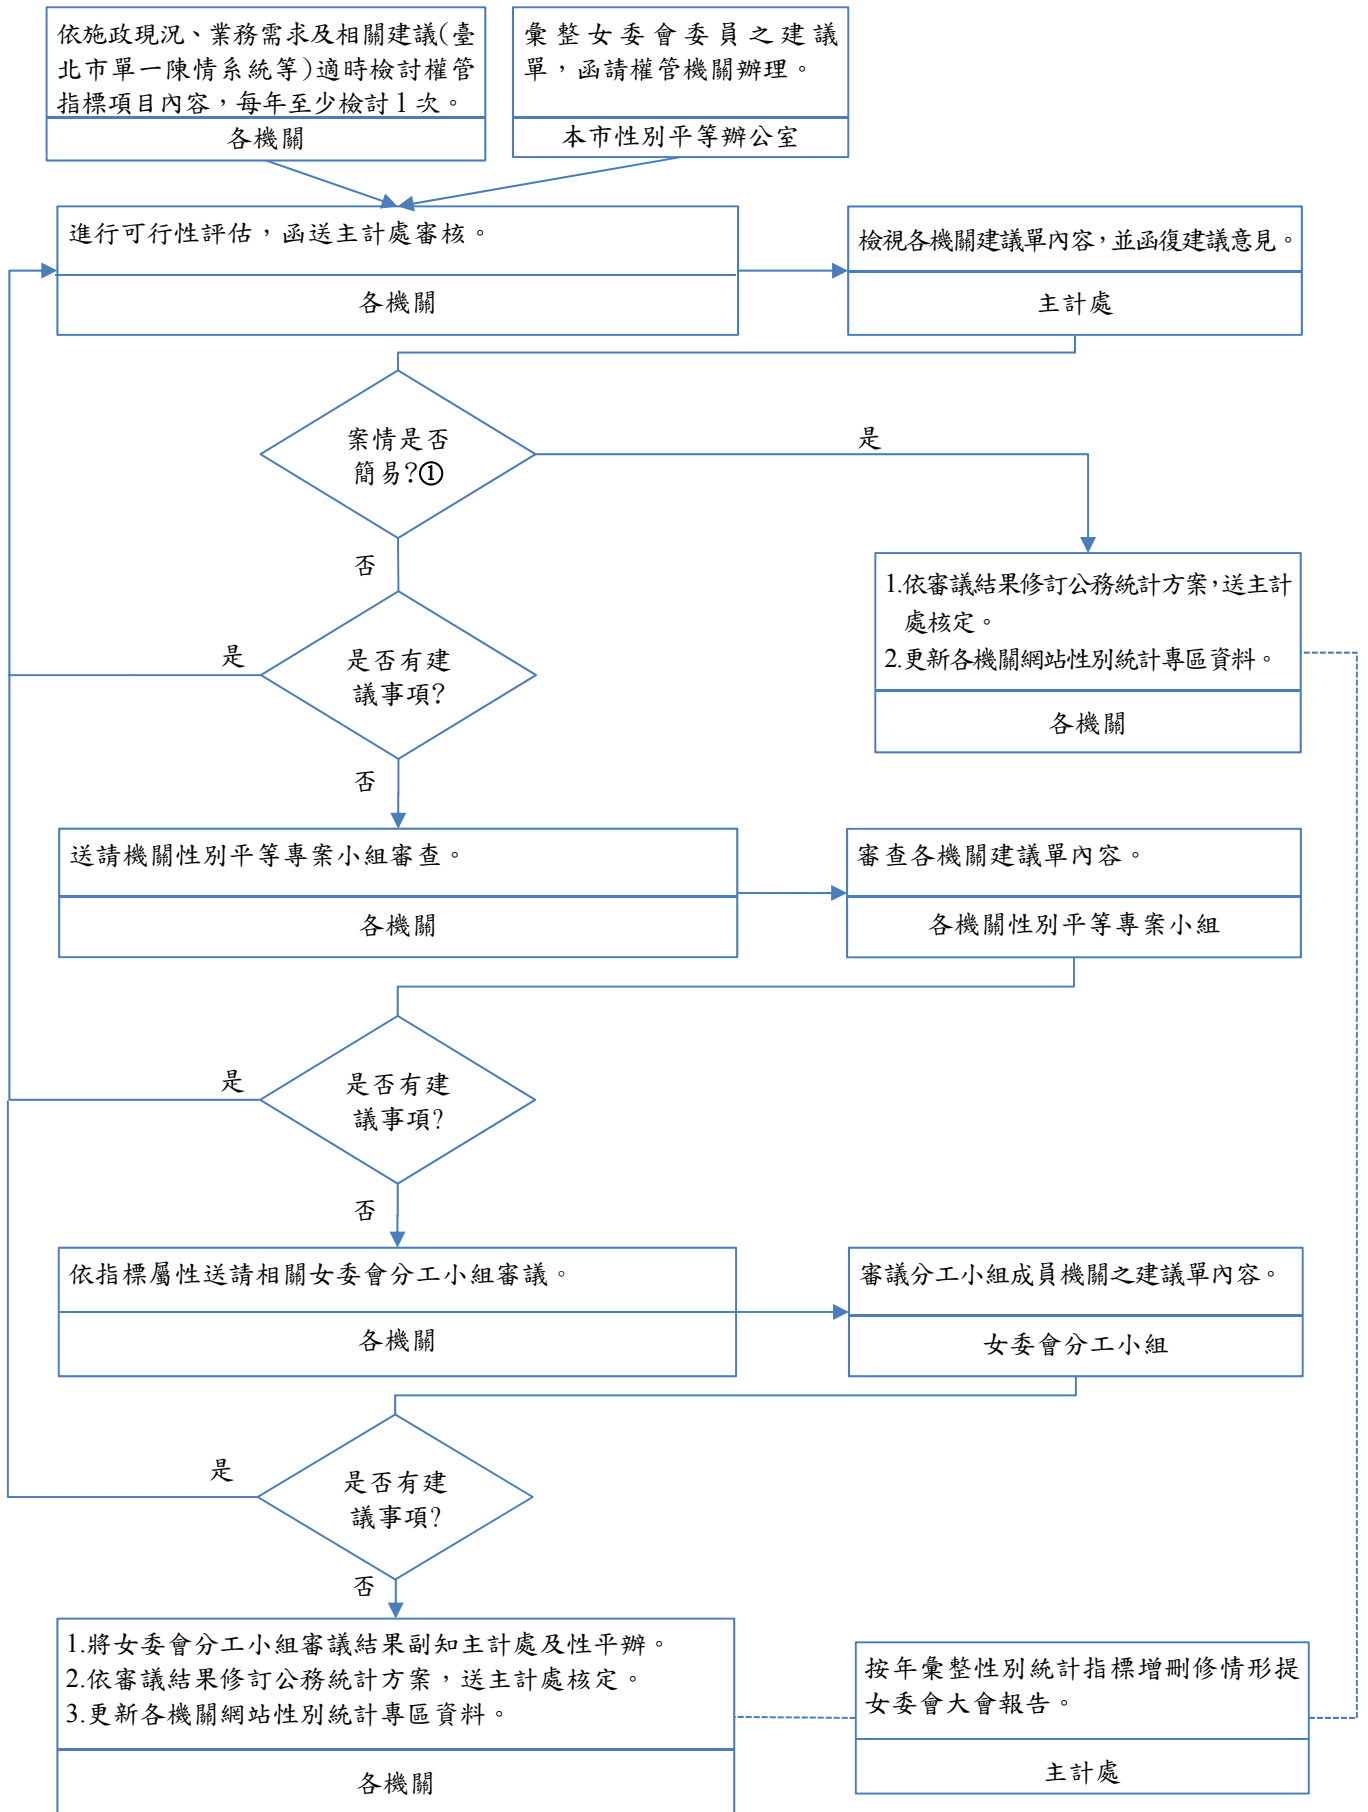 依施政現況、業務需求及相關建議(臺
北市單一陳情系統等)適時檢討權管
指標項目內容，每年至少檢討1次。
各機關
彙整女委會委員之建議
單，函請權管機關辦理。
本市性別平等辦公室
進行可行性評估，函送主計處審核。
各機關
檢視各機關建議單內容，並函復建議意見。
主計處
案情是否
簡易?①
是
否
1.依審議結果修訂公務統計方案，送主計
處核定。
2.更新各機關網站性別統計專區資料。
各機關
是
是否有建
議事項?
否
送請機關性別平等專案小組審查。
各機關
審查各機關建議單內容。
各機關性別平等專案小組
是
是否有建
議事項?
否
依指標屬性送請相關女委會分工小組審議。
各機關
審議分工小組成員機關之建議單內容。
女委會分工小組
是
是否有建
議事項?
否
1.將女委會分工小組審議結果副知主計處及性平辦。
2.依審議結果修訂公務統計方案，送主計處核定。
3.更新各機關網站性別統計專區資料。
各機關
按年彙整性別統計指標增刪修情形提
女委會大會報告。
主計處